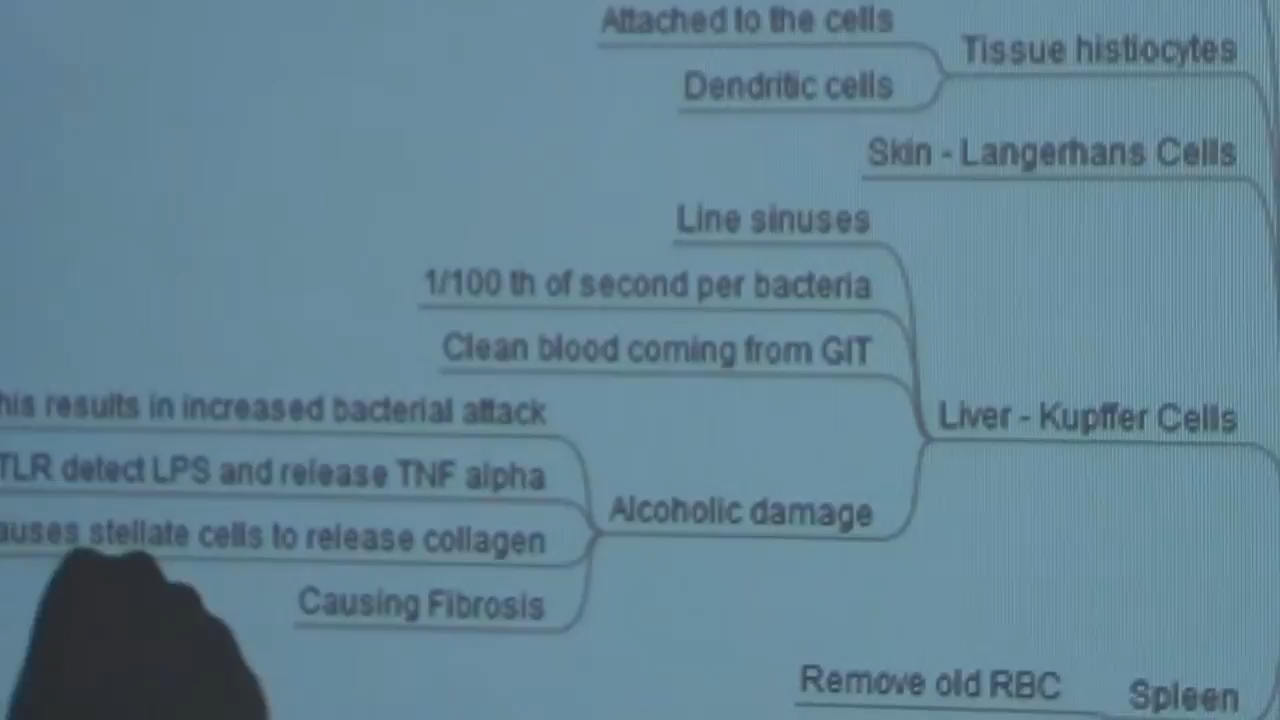 Attached to the cells
Tissue histiocytes
Dendritic cells
Skin - Langerhans Cells
Line sinuses
1/100 th of second per bacteria
Clean blood coming from GIT
Liver - Kupffer Cells
his results in increased bacterial attack
TLR detect LPS and release TNF alpha
Alcoholic damage
auses stellate cells to release collagen
Causing Fibrosis
Remove old RBC
Spleen